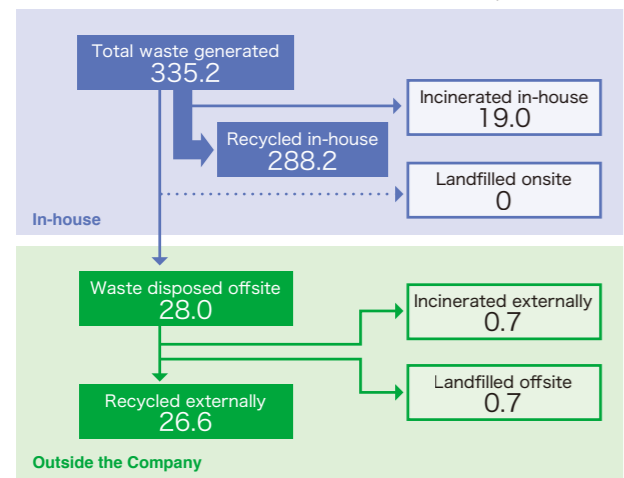 Total waste generated
335.2
Incinerated in-house
19.0
Recycled in-house
288.2
Landfilled onsite
0
In-house
Waste disposed offsite
28.0
Incinerated externally
0.7
Landfilled offsite
0.7
Recycled externally
26.6
Outside the Company